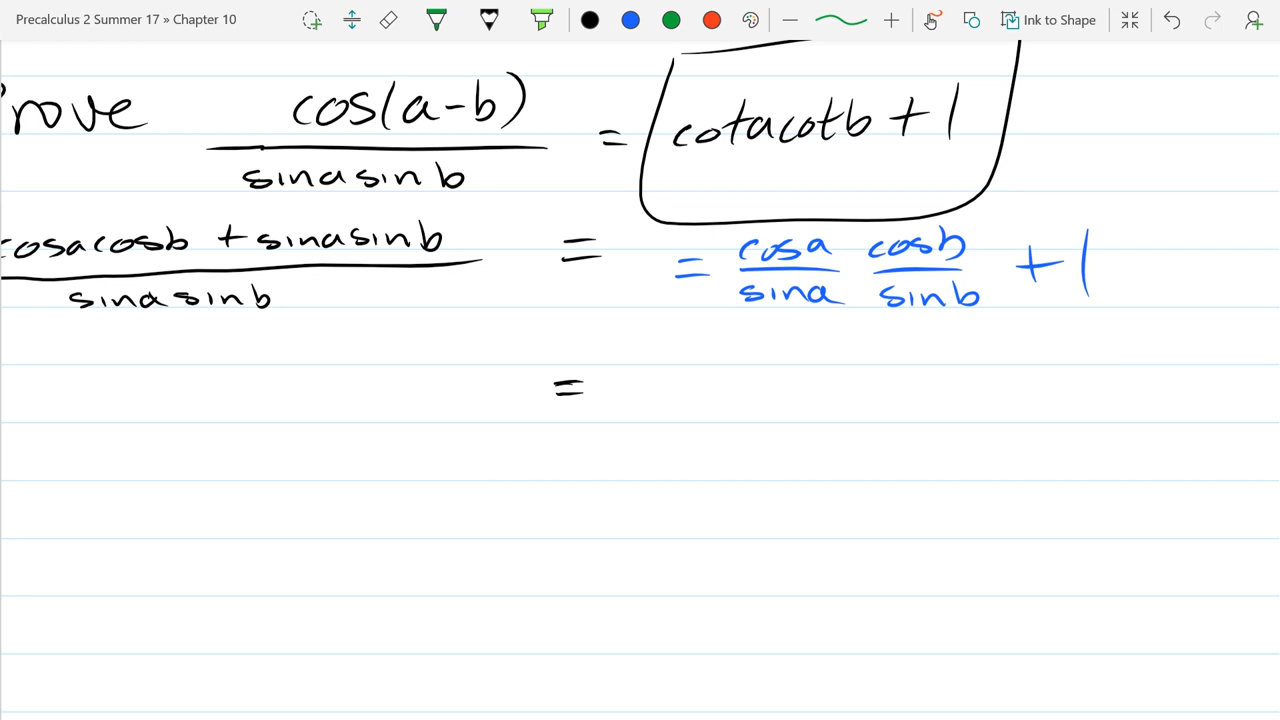 Precalculus 2 Summer 17 » Chapter 10
Ink to Shape
rove cos(a-b) / sinasinb = cotacotb + 1
cosacosb + sinasinb / sinasinb = = cosa/sina cosb/sinb + 1
=